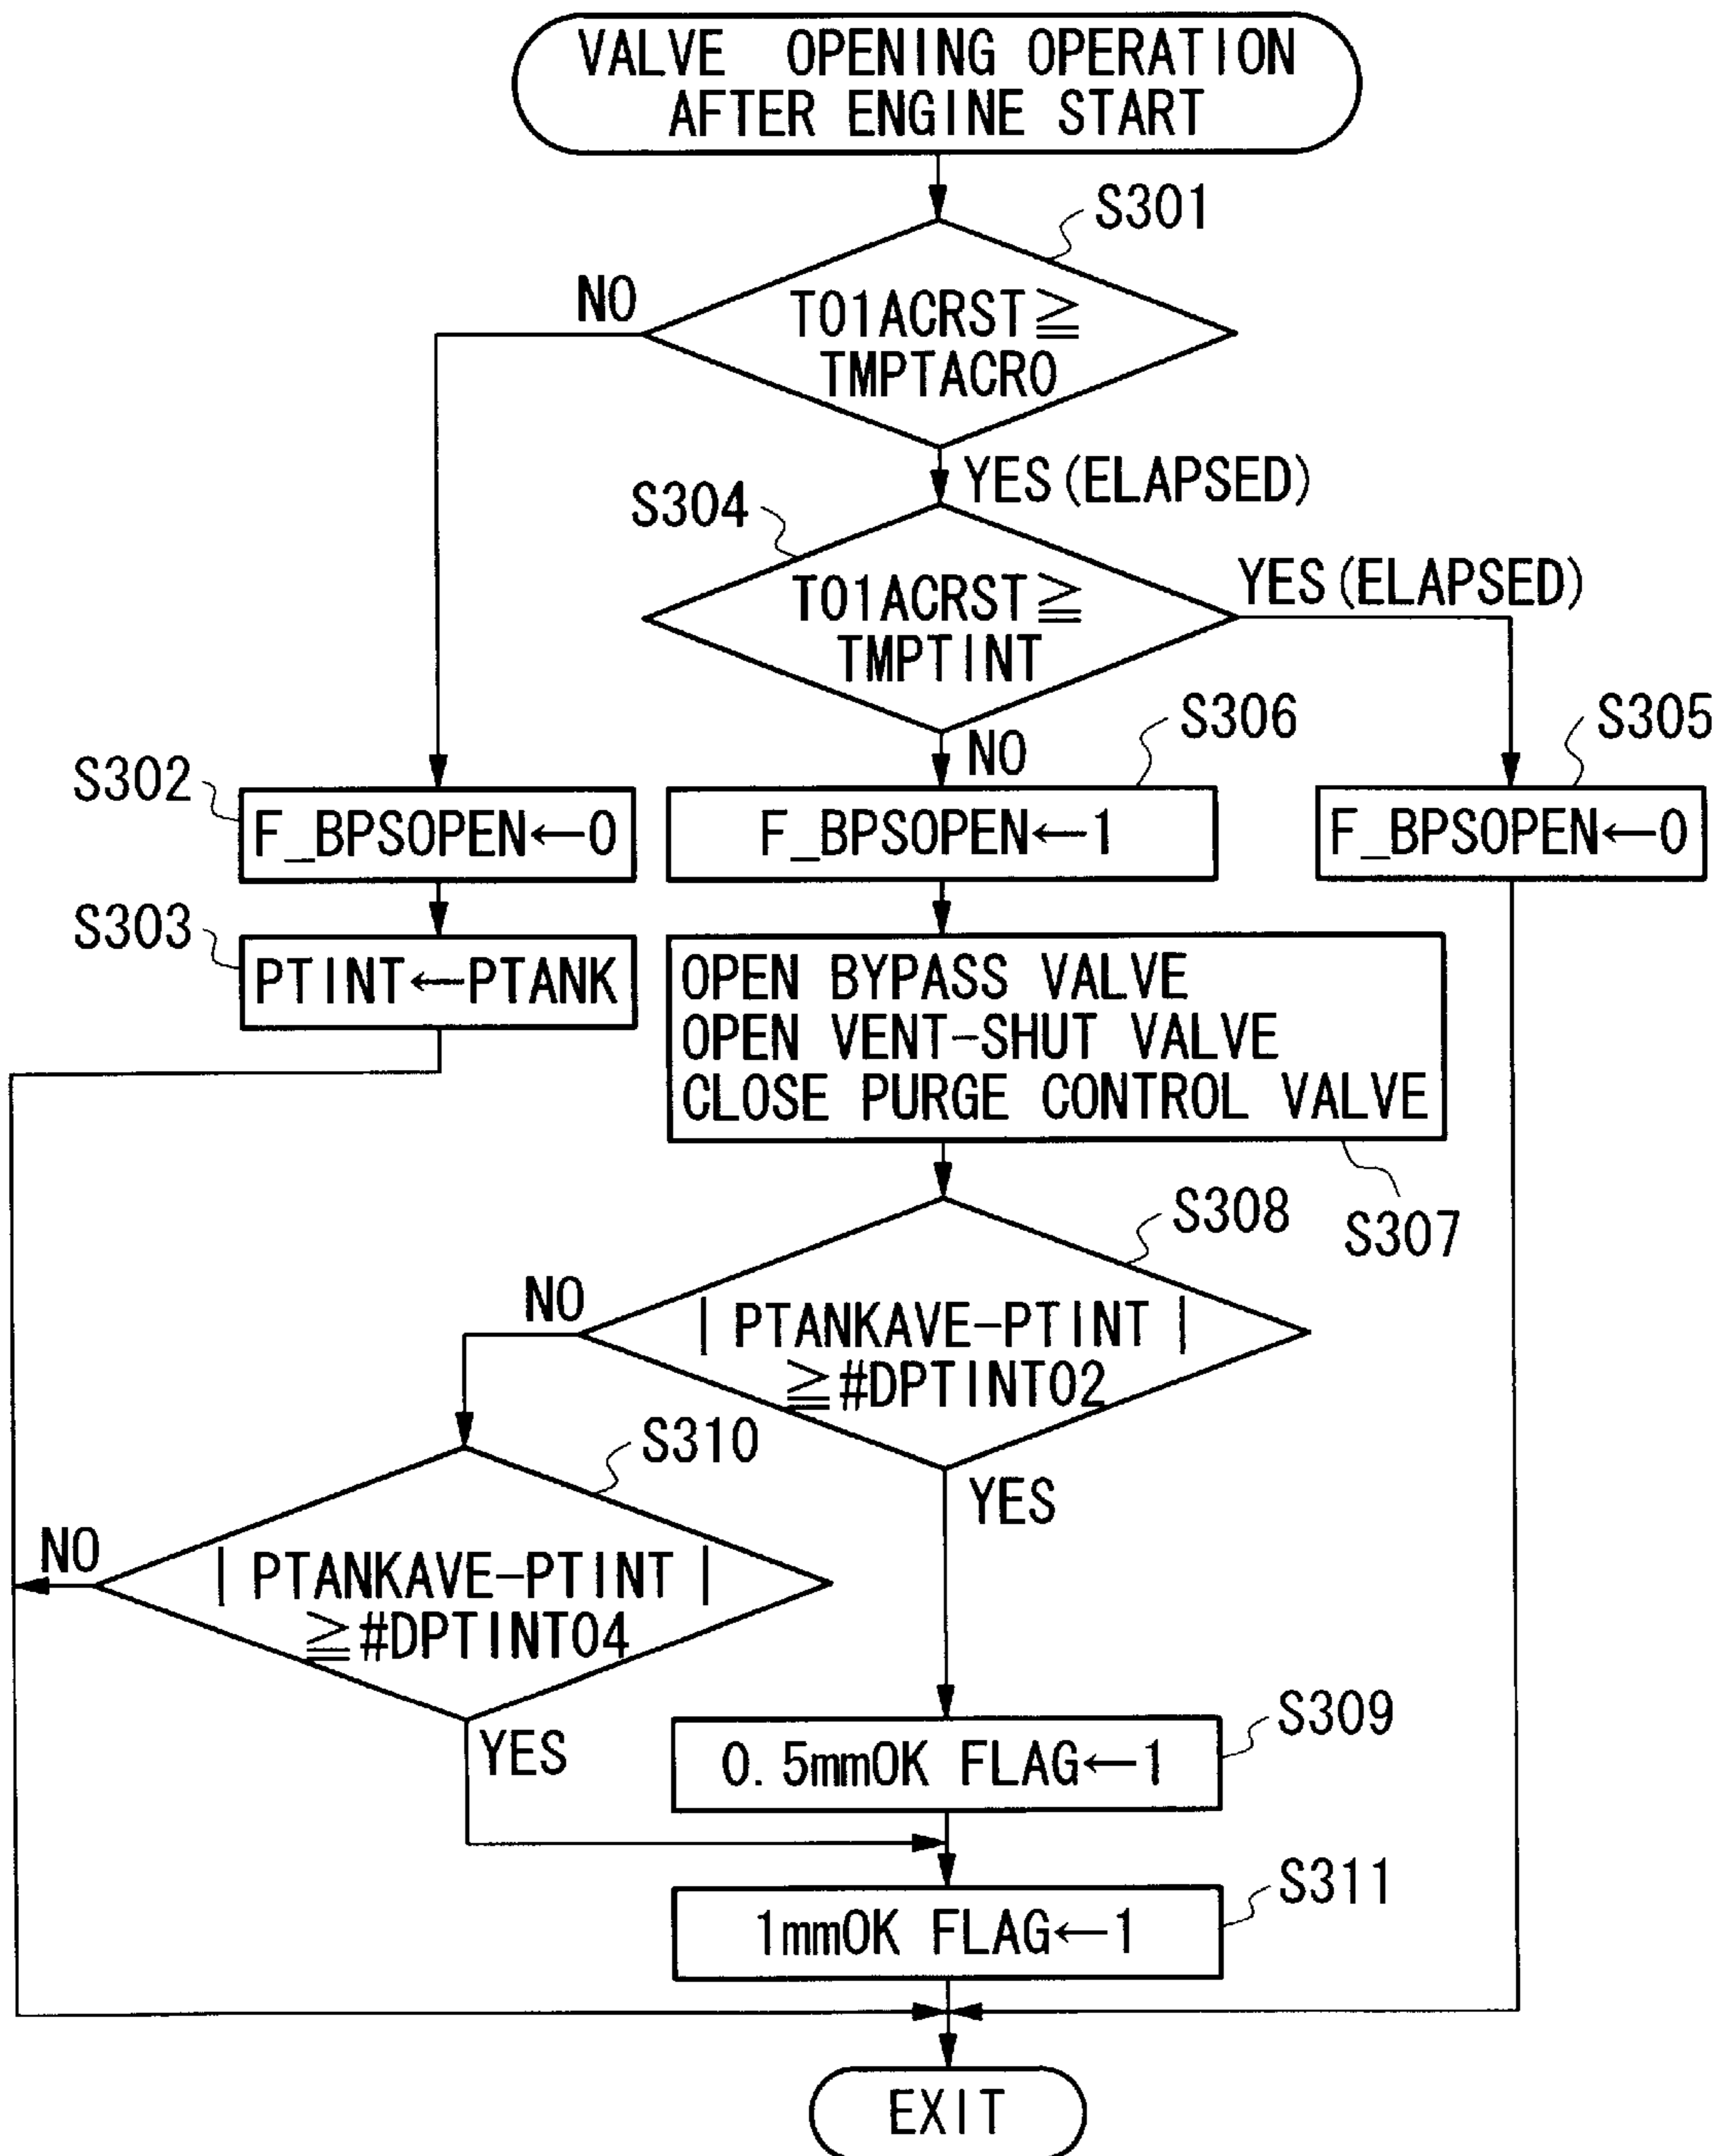 VALVE OPENING OPERATION
AFTER ENGINE START
S301
T01ACRST≧
TMPTACRO
NO
YES(ELAPSED)
S304
T01ACRST≧
TMPTINT
YES(ELAPSED)
NO
S302
F_BPSOPEN←0
S306
F_BPSOPEN←1
S305
F_BPSOPEN←0
S303
PTINT←PTANK
OPEN BYPASS VALVE
OPEN VENT-SHUT VALVE
CLOSE PURGE CONTROL VALVE
S307
S308
| PTANKAVE-PTINT |
≧#DPTINT02
NO
YES
S310
| PTANKAVE-PTINT |
≧#DPTINT04
NO
YES
S309
0.5mmOK FLAG←1
S311
1mmOK FLAG←1
EXIT